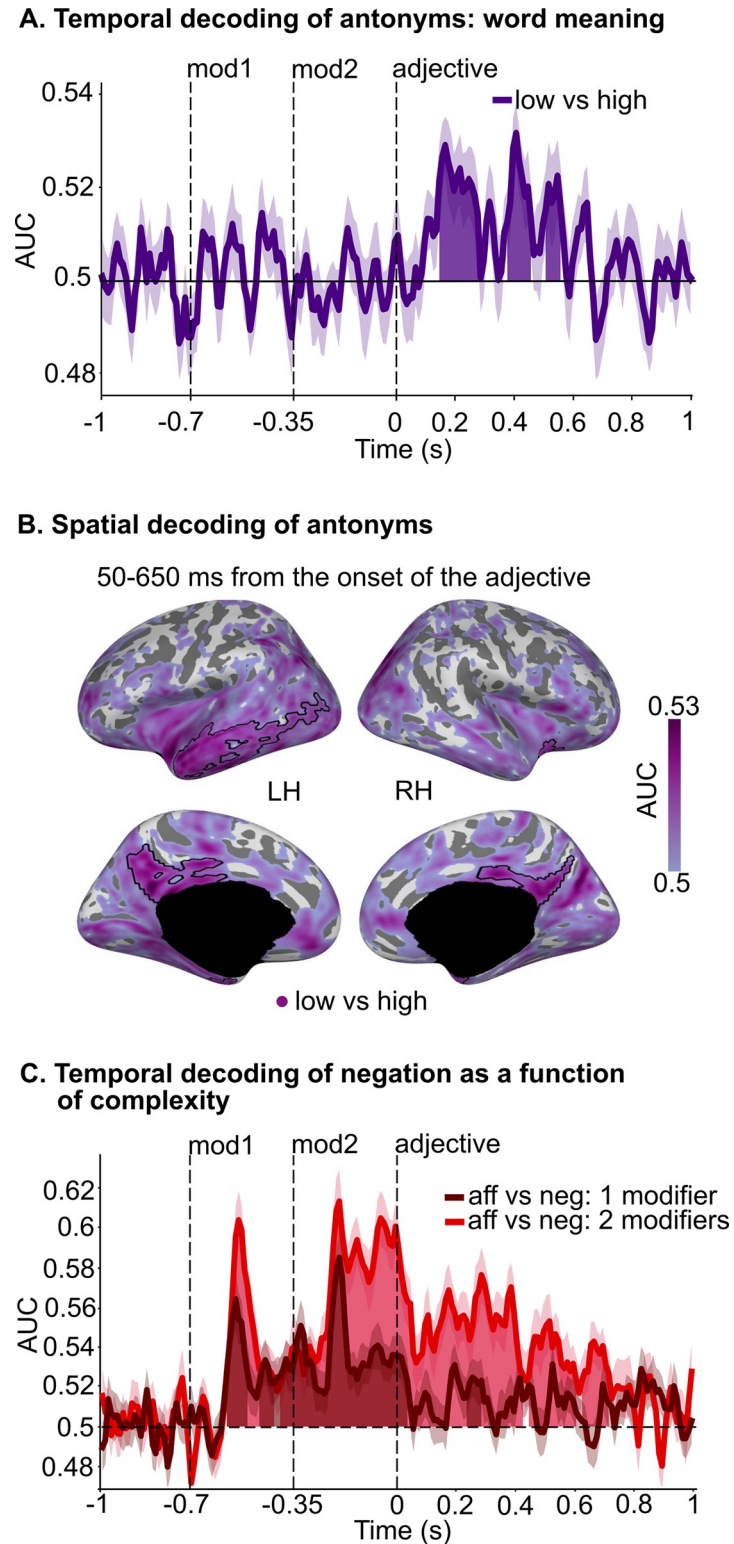 A. Temporal decoding of antonyms: word meaning
mod1 mod2 adjective
low vs high
0.54
0.52
0.5
0.48
AUC
-1 -0.7 -0.35 0 0.2 0.4 0.6 0.8 1
Time (s)
B. Spatial decoding of antonyms
50-650 ms from the onset of the adjective
LH RH
0.53
AUC
0.5
low vs high
C. Temporal decoding of negation as a function
of complexity
mod1 mod2 adjective
aff vs neg: 1 modifier
aff vs neg: 2 modifiers
0.62
0.6
0.58
0.56
0.54
0.52
0.5
0.48
AUC
-1 -0.7 -0.35 0 0.2 0.4 0.6 0.8 1
Time (s)